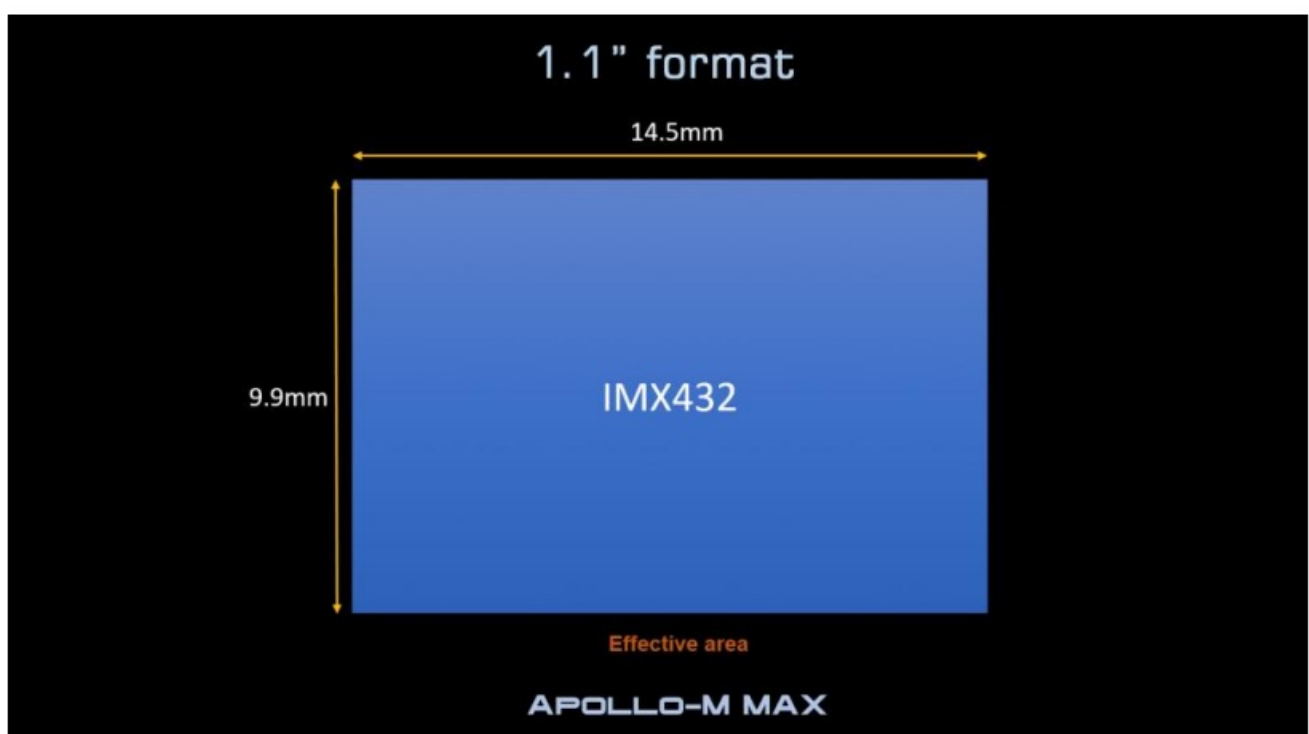 1.1” format
14.5mm
9.9mm
IMX432
Effective area
APOLLO-M MAX